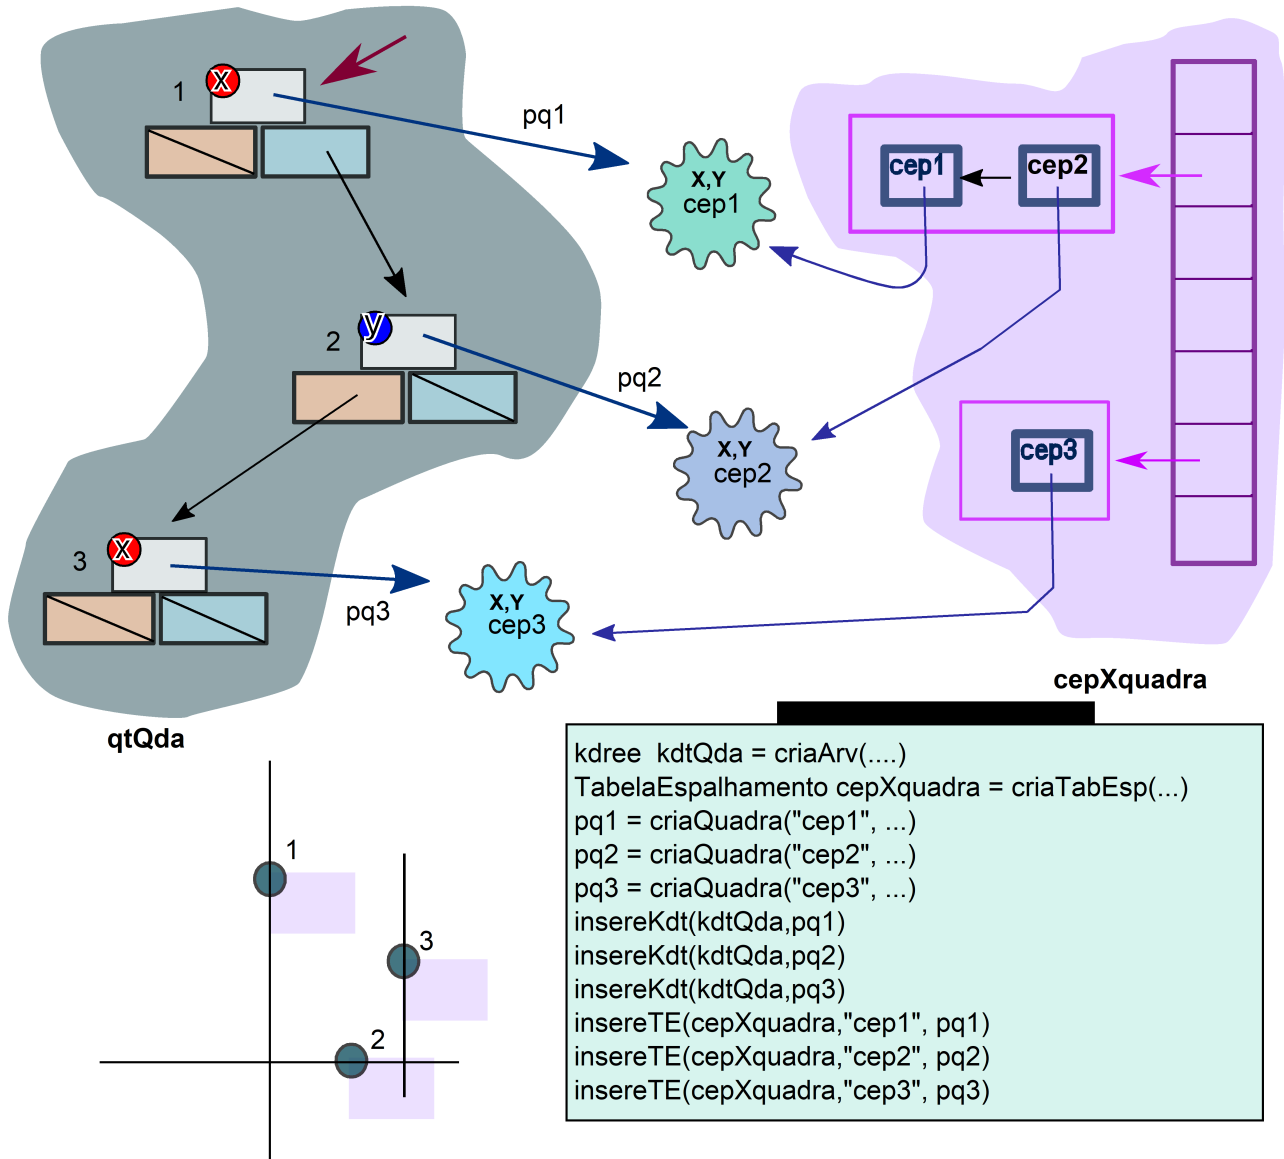 1
X
pq1
X,Y
cep1
cep1
cep2
2
y
pq2
X,Y
cep2
cep3
3
X
pq3
X,Y
cep3
cepXquadra
qtQda
kdree  kdtQda = criaArv(....)
TabelaEspalhamento cepXquadra = criaTabEsp(...)
pq1 = criaQuadra("cep1", ...)
pq2 = criaQuadra("cep2", ...)
pq3 = criaQuadra("cep3", ...)
insereKdt(kdtQda,pq1)
insereKdt(kdtQda,pq2)
insereKdt(kdtQda,pq3)
insereTE(cepXquadra,"cep1", pq1)
insereTE(cepXquadra,"cep2", pq2)
insereTE(cepXquadra,"cep3", pq3)
1
3
2